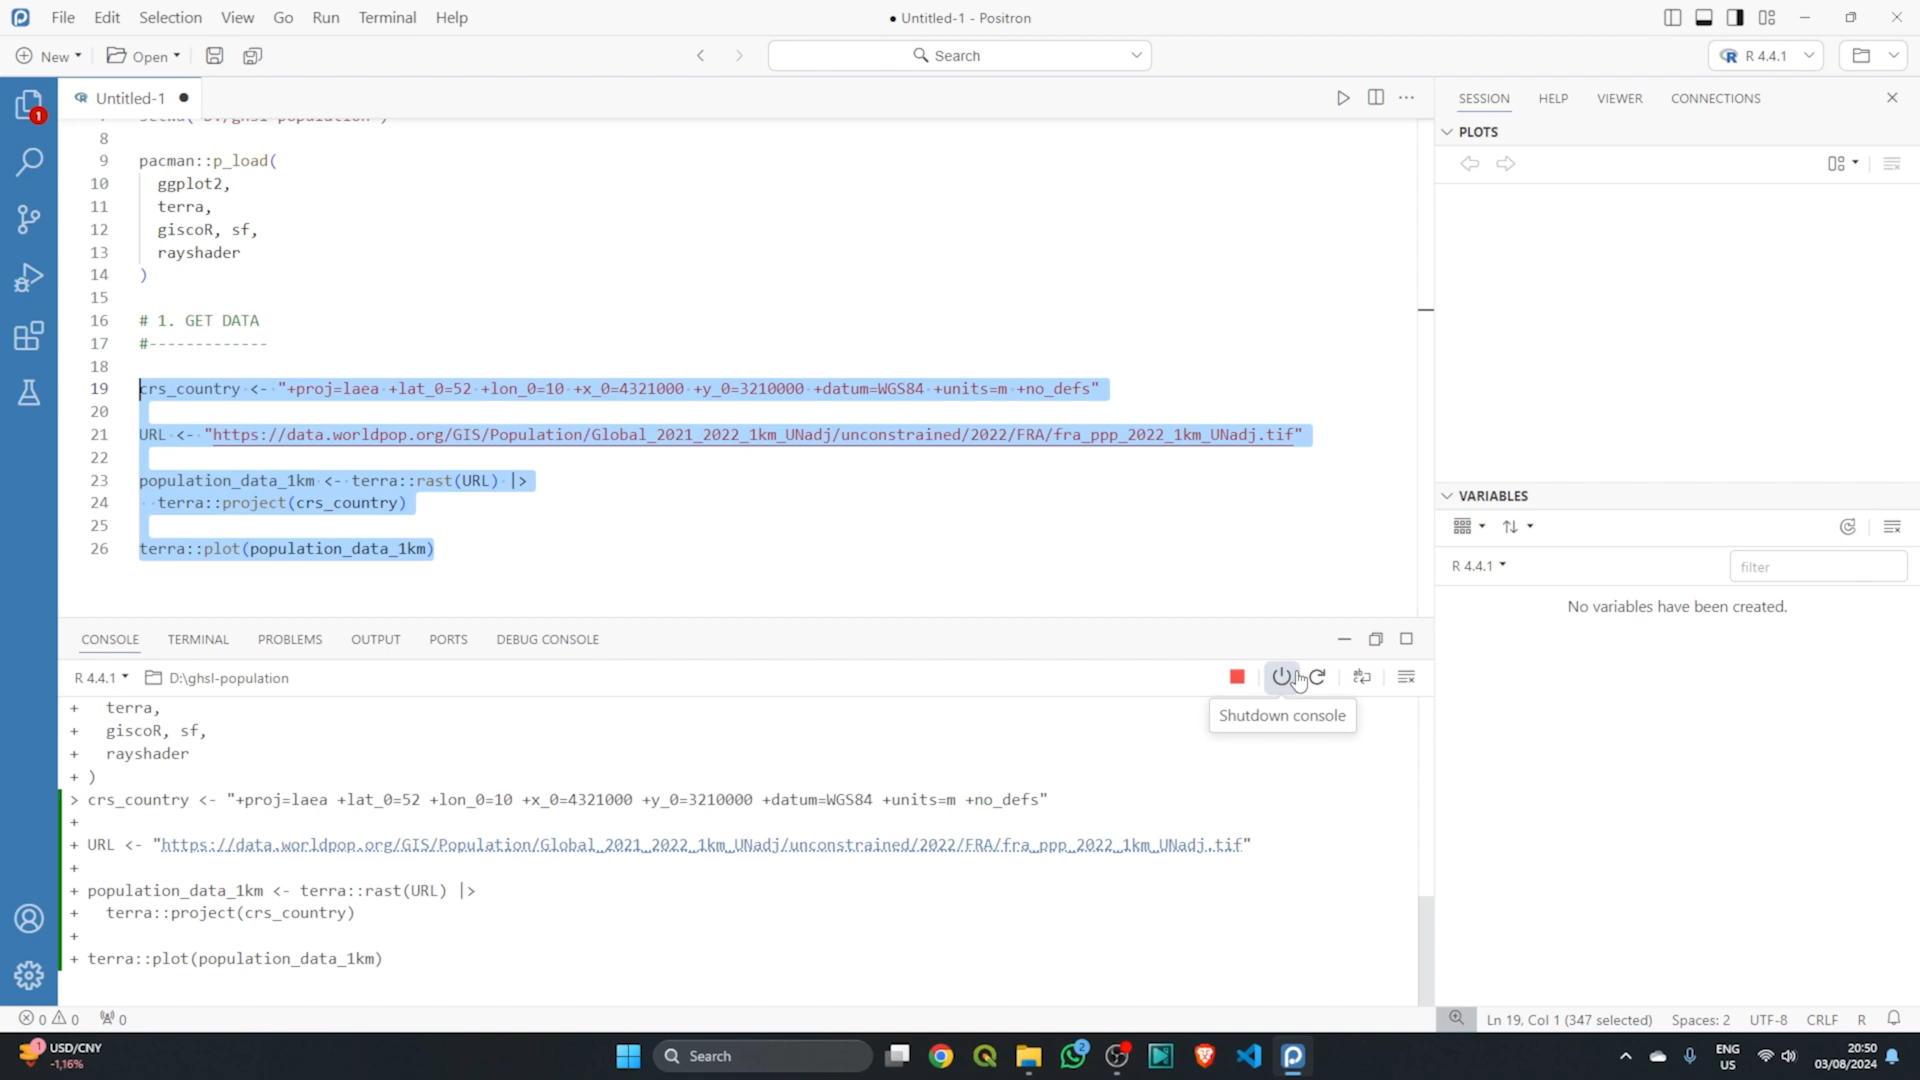 File Edit Selection View Go Run Terminal Help
● Untitled-1 - Positron
New Open
Search
R 4.4.1
Untitled-1 ●
8
9 pacman::p_load(
10 ggplot2,
11 terra,
12 giscoR, sf,
13 rayshader
14 )
15
16 # 1. GET DATA
17 #-------------
18
19 crs_country <- "+proj=laea +lat_0=52 +lon_0=10 +x_0=4321000 +y_0=3210000 +datum=WGS84 +units=m +no_defs"
20
21 URL <- "https://data.worldpop.org/GIS/Population/Global_2021_2022_1km_UNadj/unconstrained/2022/FRA/fra_ppp_2022_1km_UNadj.tif"
22
23 population_data_1km <- terra::rast(URL) |>
24 terra::project(crs_country)
25
26 terra::plot(population_data_1km)
SESSION HELP VIEWER CONNECTIONS
PLOTS
VARIABLES
R 4.4.1
filter
No variables have been created.
CONSOLE TERMINAL PROBLEMS OUTPUT PORTS DEBUG CONSOLE
R 4.4.1 D:\ghsl-population
Shutdown console
+ terra,
+ giscoR, sf,
+ rayshader
+ )
> crs_country <- "+proj=laea +lat_0=52 +lon_0=10 +x_0=4321000 +y_0=3210000 +datum=WGS84 +units=m +no_defs"
+
+ URL <- "https://data.worldpop.org/GIS/Population/Global_2021_2022_1km_UNadj/unconstrained/2022/FRA/fra_ppp_2022_1km_UNadj.tif"
+
+ population_data_1km <- terra::rast(URL) |>
+ terra::project(crs_country)
+
+ terra::plot(population_data_1km)
0 0 0
Ln 19, Col 1 (347 selected) Spaces: 2 UTF-8 CRLF R
1 USD/CNY
-1,16%
Search
2
ENG
US
20:50
03/08/2024